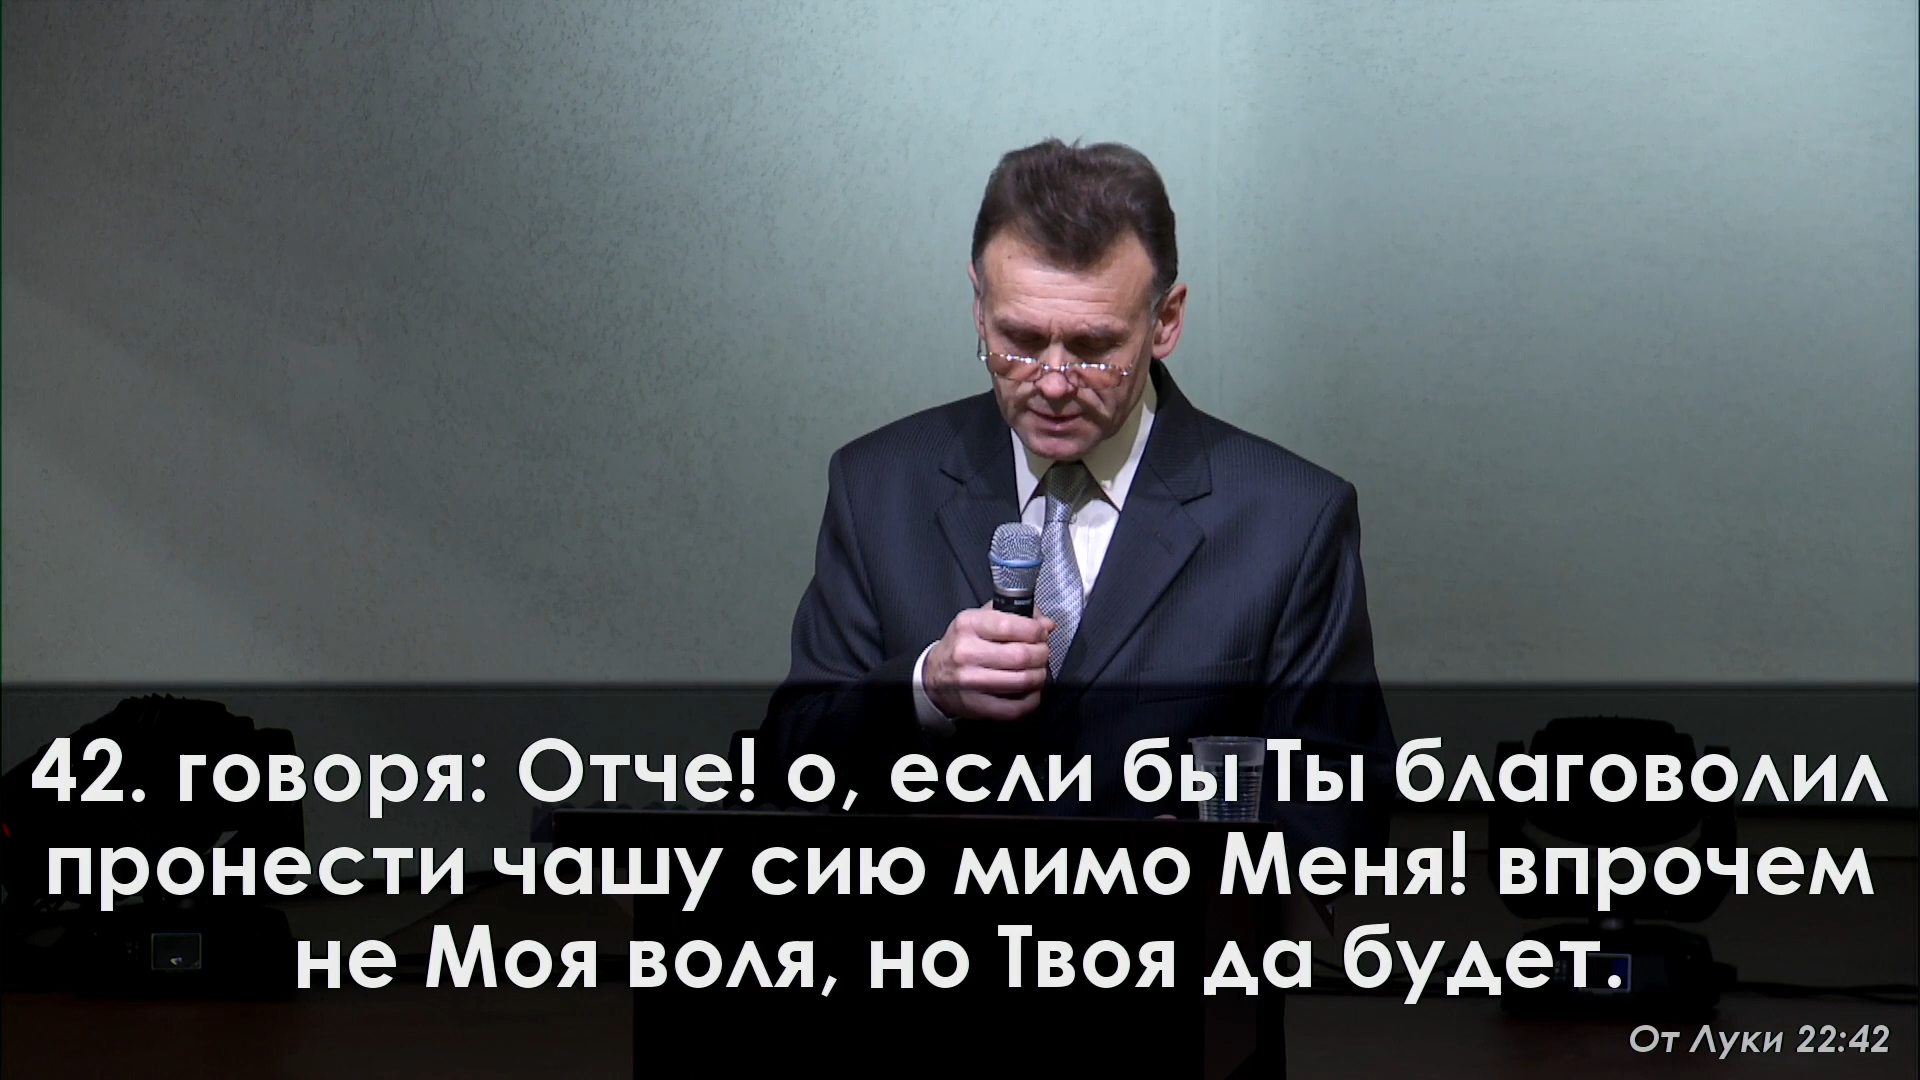 42. говоря: Отче! о, если бы Ты благоволил
пронести чашу сию мимо Меня! впрочем
не Моя воля, но Твоя да будет.
От Луки 22:42